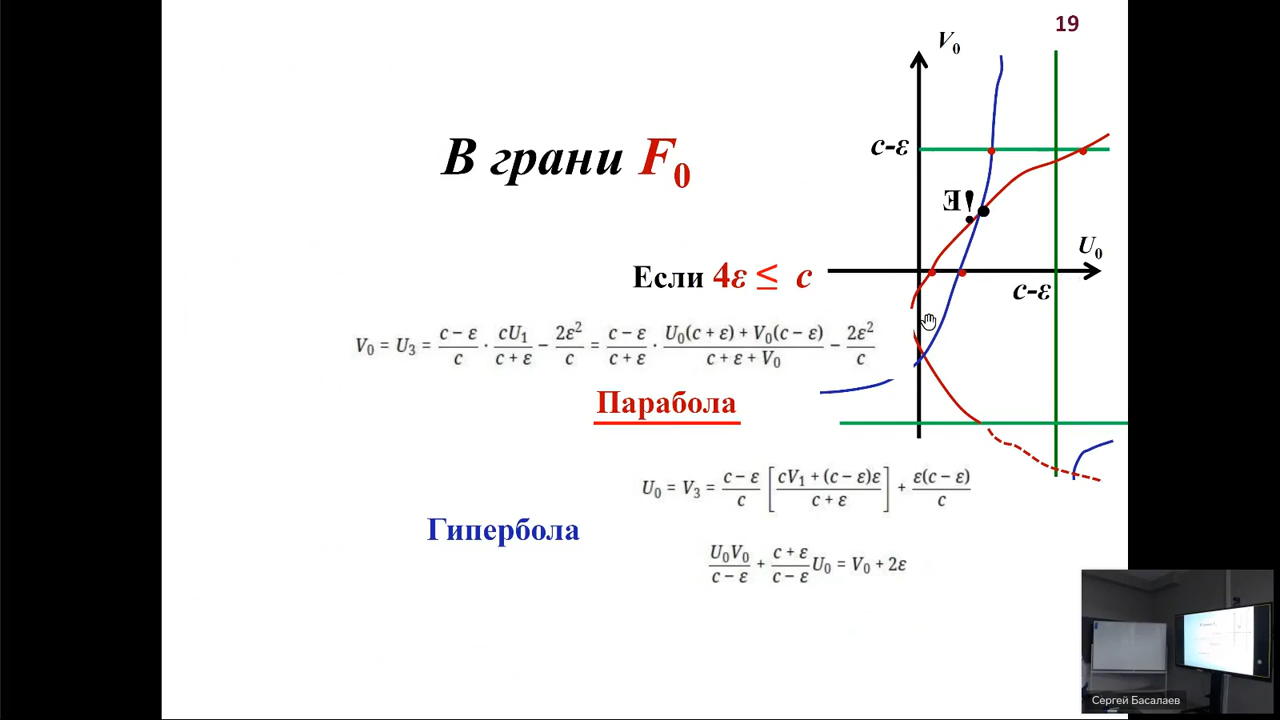 19
V₀
c-ε
В грани F₀
∃!
U₀
c-ε
Если 4ε ≤ c
V₀ = U₃ = (c − ε)/c · cU₁/(c + ε) − 2ε²/c = (c − ε)/(c + ε) · (U₀(c + ε) + V₀(c − ε))/(c + ε + V₀) − 2ε²/c
Парабола
U₀ = V₃ = (c − ε)/c [(cV₁ + (c − ε)ε)/(c + ε)] + ε(c − ε)/c
Гипербола
U₀V₀/(c − ε) + (c + ε)/(c − ε) U₀ = V₀ + 2ε
Сергей Басалаев